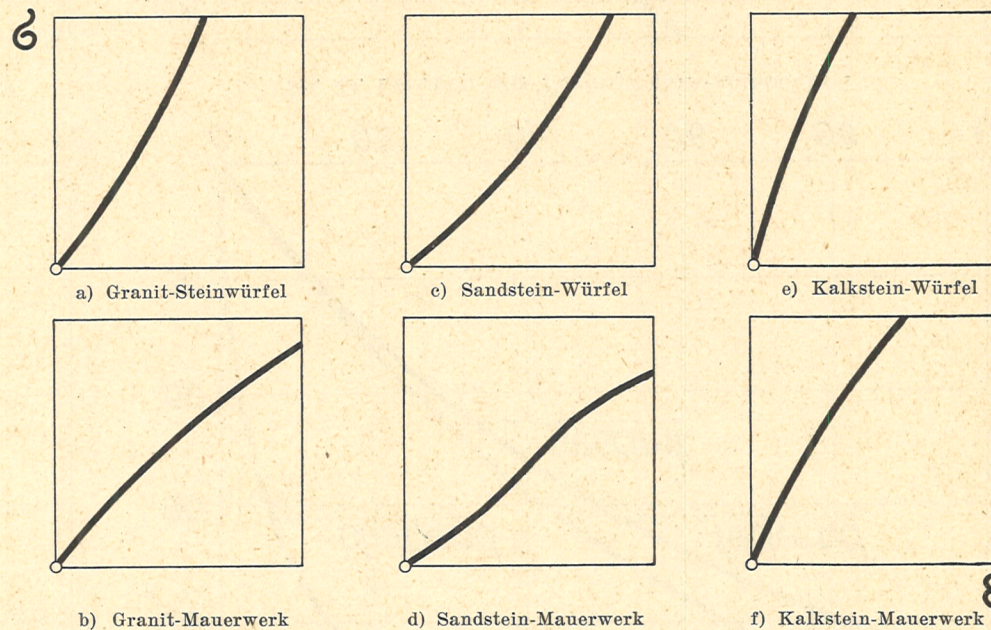 σ
a) Granit-Steinwürfel
c) Sandstein-Würfel
e) Kalkstein-Würfel
b) Granit-Mauerwerk
d) Sandstein-Mauerwerk
f) Kalkstein-Mauerwerk
ε